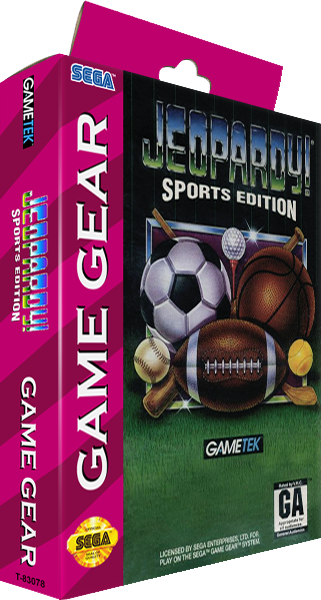 GAMETEK
JEOPARDY!
SPORTS EDITION
GAME GEAR
T-83078
SEGA
GAME GEAR
SEGA
JEOPARDY!
SPORTS EDITION
GAMETEK
LICENSED BY SEGA ENTERPRISES, LTD. FOR
PLAY ON THE SEGA™ GAME GEAR™ SYSTEM.
GA